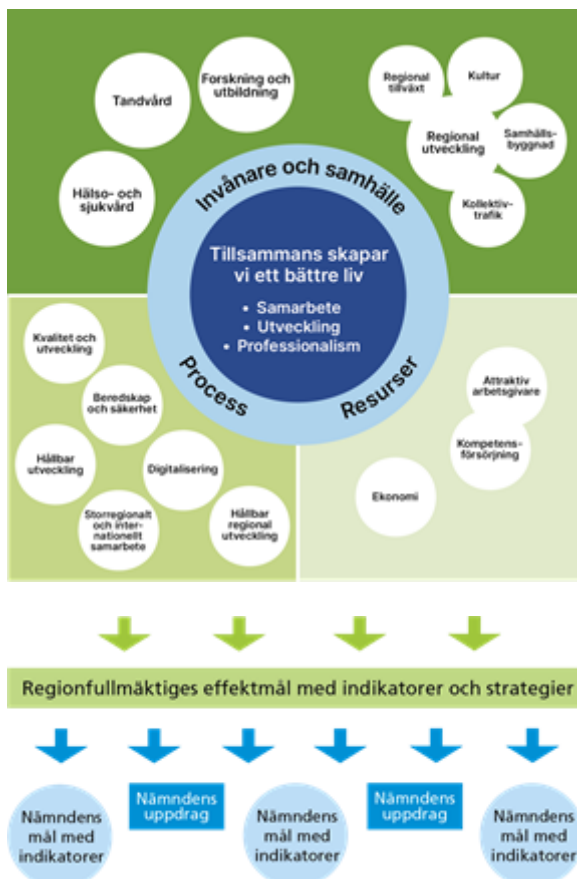 Forskning och
utbildning
Tandvård
Hälso- och
sjukvård
Regional
tillväxt
Kultur
Regional
utveckling
Samhälls-
byggnad
Kollektiv-
trafik
Invånare och samhälle
Tillsammans skapar
vi ett bättre liv
• Samarbete
• Utveckling
• Professionalism
Process
Resurser
Kvalitet och
utveckling
Beredskap
och säkerhet
Hållbar
utveckling
Digitalisering
Storregionalt
och inter-
nationellt
samarbete
Hållbar
regional
utveckling
Attraktiv
arbetsgivare
Kompetens-
försörjning
Ekonomi
Regionfullmäktiges effektmål med indikatorer och strategier
Nämndens
mål med
indikatorer
Nämndens
uppdrag
Nämndens
mål med
indikatorer
Nämndens
uppdrag
Nämndens
mål med
indikatorer